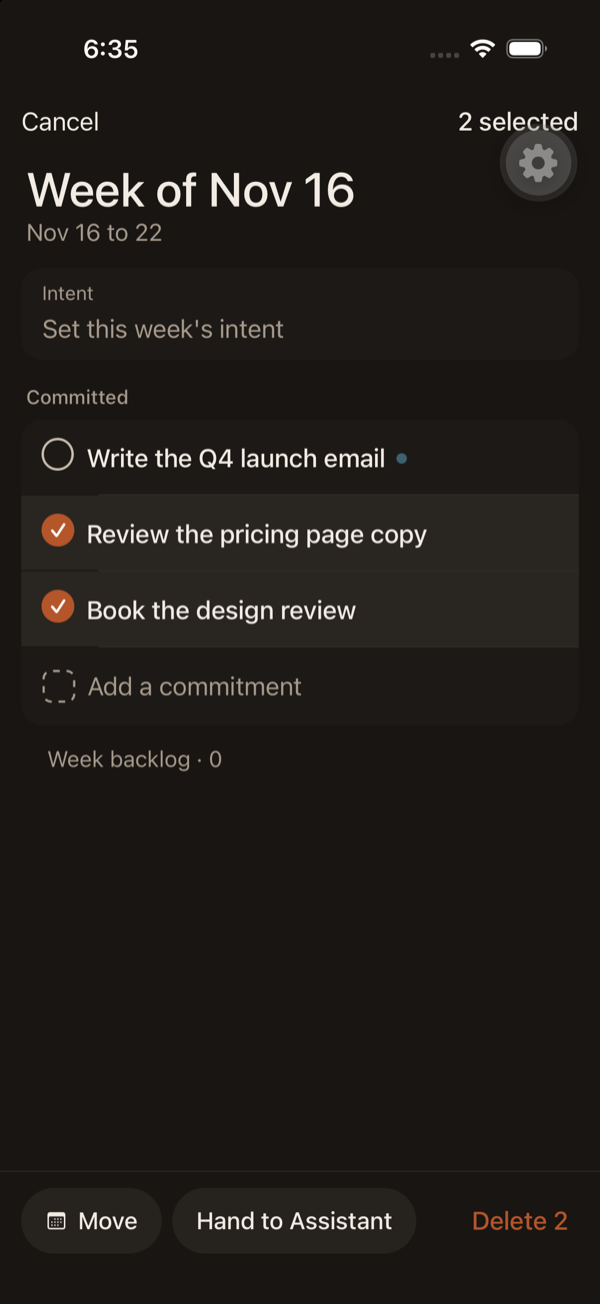 6:35
Cancel
2 selected
Week of Nov 16
Nov 16 to 22
Intent
Set this week's intent
Committed
Write the Q4 launch email
Review the pricing page copy
Book the design review
Add a commitment
Week backlog · 0
Move
Hand to Assistant
Delete 2